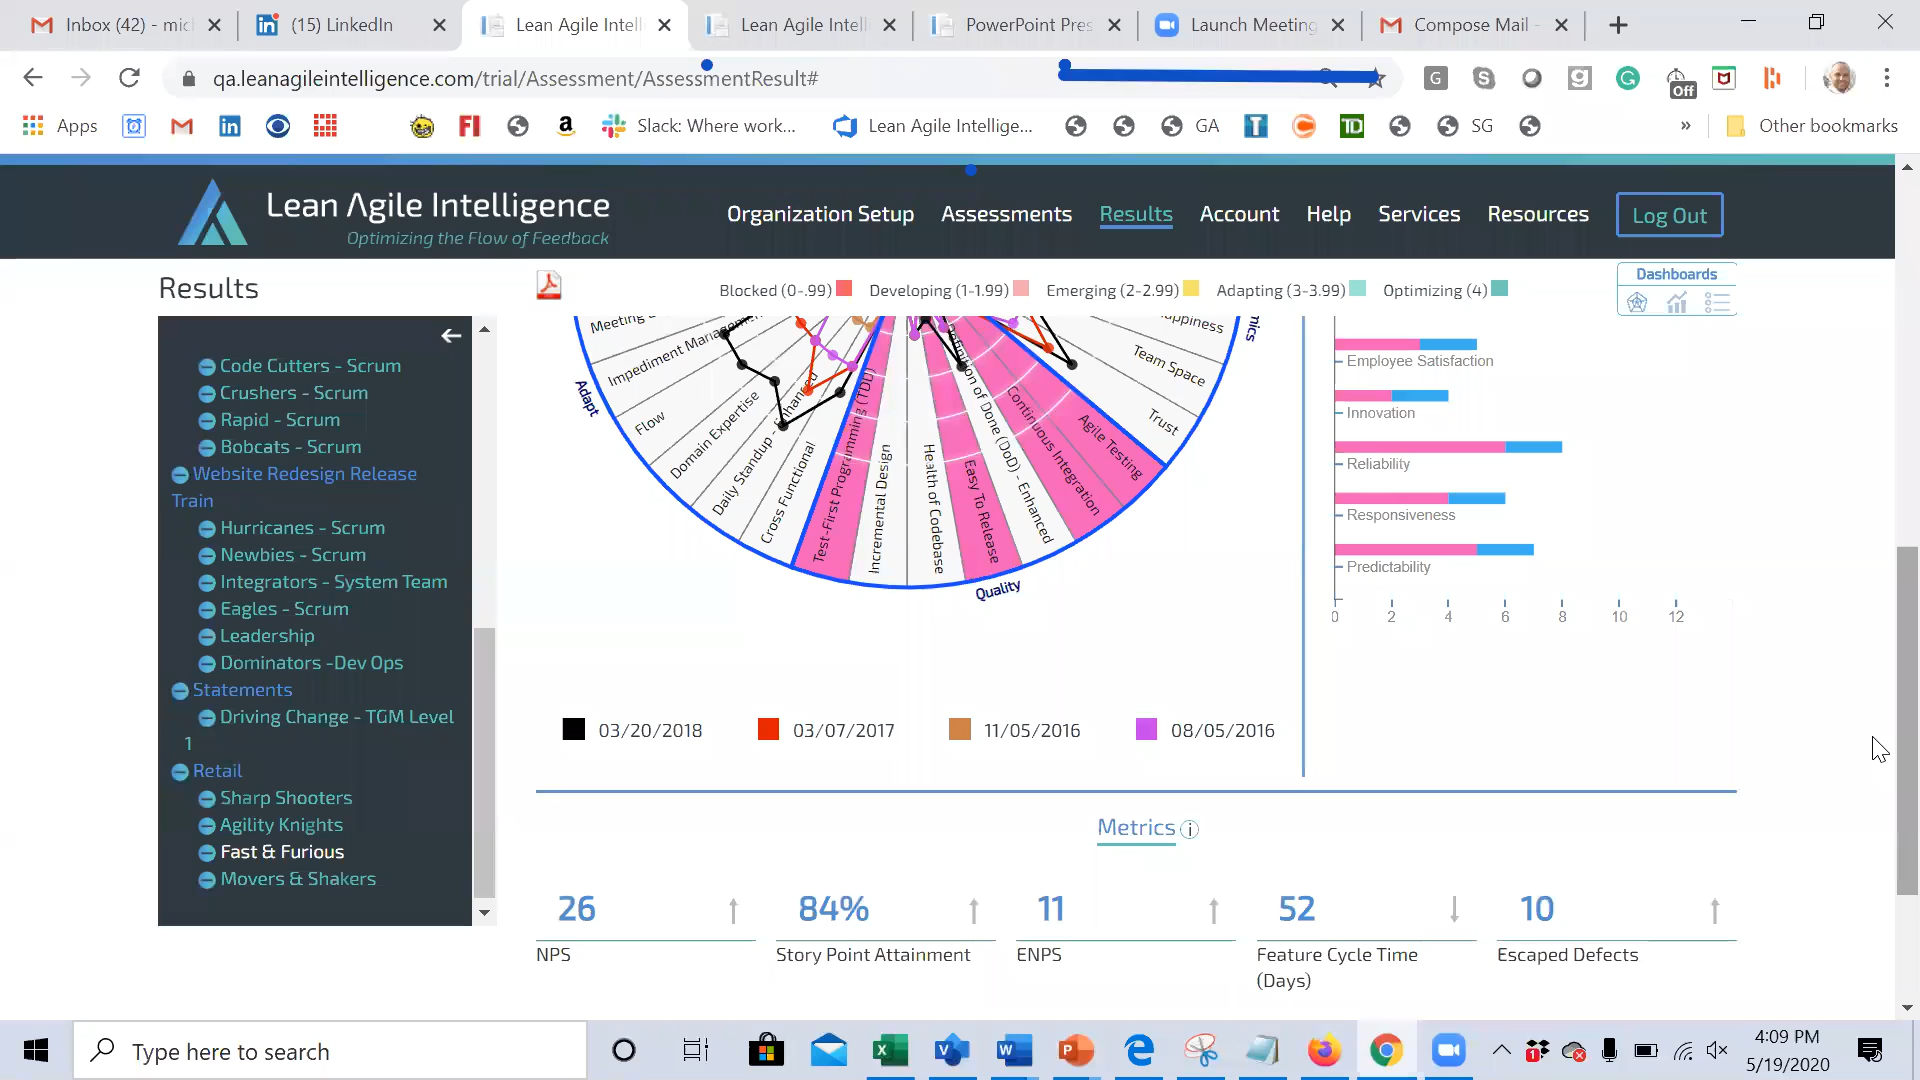 Inbox (42) - mic
(15) LinkedIn
Lean Agile Intelli
Lean Agile Intell
PowerPoint Pres
Launch Meeting
Compose Mail -
qa.leanagileintelligence.com/trial/Assessment/AssessmentResult#
Off
Apps
Slack: Where work...
Lean Agile Intellige...
GA
SG
»
Other bookmarks
Lean Agile Intelligence
Optimizing the Flow of Feedback
Organization Setup
Assessments
Results
Account
Help
Services
Resources
Log Out
Results
Blocked (0-.99)
Developing (1-1.99)
Emerging (2-2.99)
Adapting (3-3.99)
Optimizing (4)
Dashboards
Code Cutters - Scrum
Crushers - Scrum
Rapid - Scrum
Bobcats - Scrum
Website Redesign Release
Train
Hurricanes - Scrum
Newbies - Scrum
Integrators - System Team
Eagles - Scrum
Leadership
Dominators -Dev Ops
Statements
Driving Change - TGM Level
1
Retail
Sharp Shooters
Agility Knights
Fast & Furious
Movers & Shakers
Adapt
Impediment Management
Flow
Domain Expertise
Daily Standup - Enhanced
Cross Functional
Test-First Programming (TDD)
Incremental Design
Health of Codebase
Easy To Release
Definition of Done (DoD) - Enhanced
Continuous Integration
Agile Testing
Trust
Team Space
Quality
Employee Satisfaction
Innovation
Reliability
Responsiveness
Predictability
0 2 4 6 8 10 12
03/20/2018
03/07/2017
11/05/2016
08/05/2016
Metrics
26
NPS
84%
Story Point Attainment
11
ENPS
52
Feature Cycle Time
(Days)
10
Escaped Defects
Type here to search
4:09 PM
5/19/2020